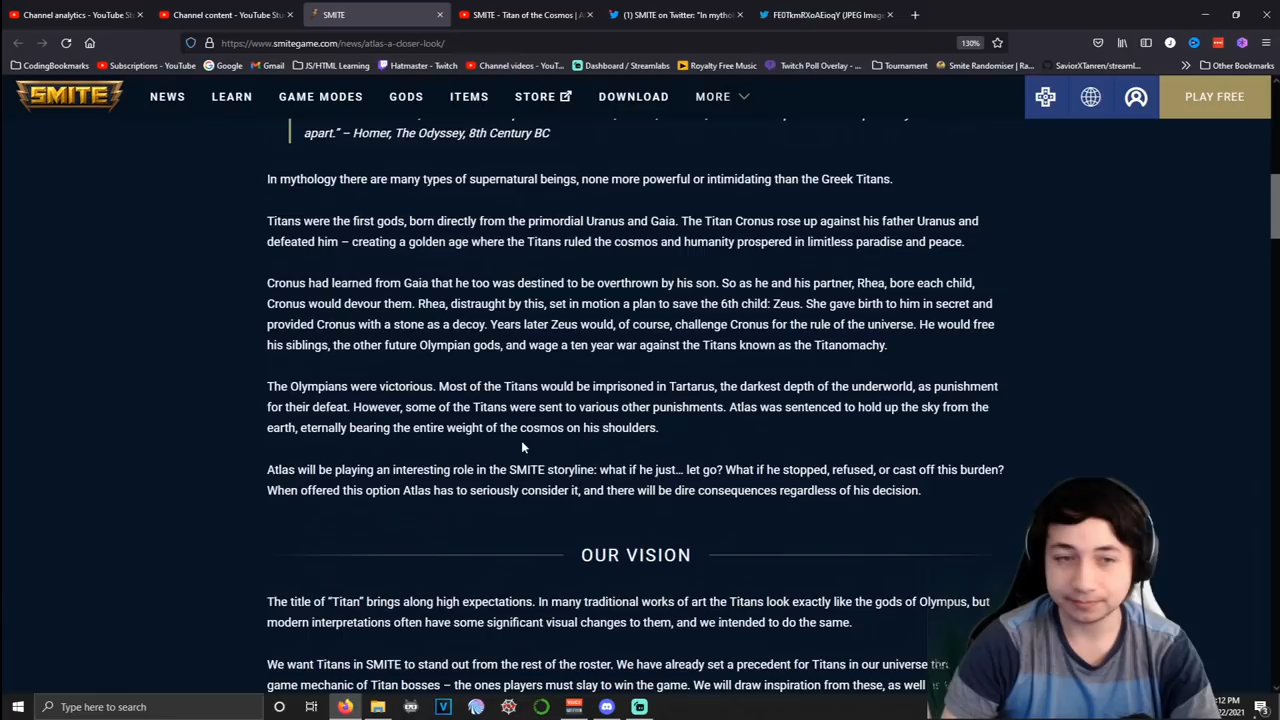 Channel analytics - YouTube Stu
Channel content - YouTube Stu
SMITE
SMITE - Titan of the Cosmos | A
(1) SMITE on Twitter: "In mythol
FE0TkmRXoAEioqY (JPEG Imag
https://www.smitegame.com/news/atlas-a-closer-look/
130%
CodingBookmarks
Subscriptions - YouTube
Google
Gmail
JS/HTML Learning
Hatmaster - Twitch
Channel videos - YouT...
Dashboard / Streamlabs
Royalty Free Music
Twitch Poll Overlay - ...
Tournament
Smite Randomiser | Ra...
SaviorXTanren/streaml...
Other Bookmarks
SMITE
NEWS
LEARN
GAME MODES
GODS
ITEMS
STORE
DOWNLOAD
MORE
PLAY FREE
apart." – Homer, The Odyssey, 8th Century BC
In mythology there are many types of supernatural beings, none more powerful or intimidating than the Greek Titans.
Titans were the first gods, born directly from the primordial Uranus and Gaia. The Titan Cronus rose up against his father Uranus and
defeated him – creating a golden age where the Titans ruled the cosmos and humanity prospered in limitless paradise and peace.
Cronus had learned from Gaia that he too was destined to be overthrown by his son. So as he and his partner, Rhea, bore each child,
Cronus would devour them. Rhea, distraught by this, set in motion a plan to save the 6th child: Zeus. She gave birth to him in secret and
provided Cronus with a stone as a decoy. Years later Zeus would, of course, challenge Cronus for the rule of the universe. He would free
his siblings, the other future Olympian gods, and wage a ten year war against the Titans known as the Titanomachy.
The Olympians were victorious. Most of the Titans would be imprisoned in Tartarus, the darkest depth of the underworld, as punishment
for their defeat. However, some of the Titans were sent to various other punishments. Atlas was sentenced to hold up the sky from the
earth, eternally bearing the entire weight of the cosmos on his shoulders.
Atlas will be playing an interesting role in the SMITE storyline: what if he just… let go? What if he stopped, refused, or cast off this burden?
When offered this option Atlas has to seriously consider it, and there will be dire consequences regardless of his decision.
OUR VISION
The title of "Titan" brings along high expectations. In many traditional works of art the Titans look exactly like the gods of Olympus, but
modern interpretations often have some significant visual changes to them, and we intended to do the same.
We want Titans in SMITE to stand out from the rest of the roster. We have already set a precedent for Titans in our universe
game mechanic of Titan bosses – the ones players must slay to win the game. We will draw inspiration from these, as well
Type here to search
:12 PM
/2021